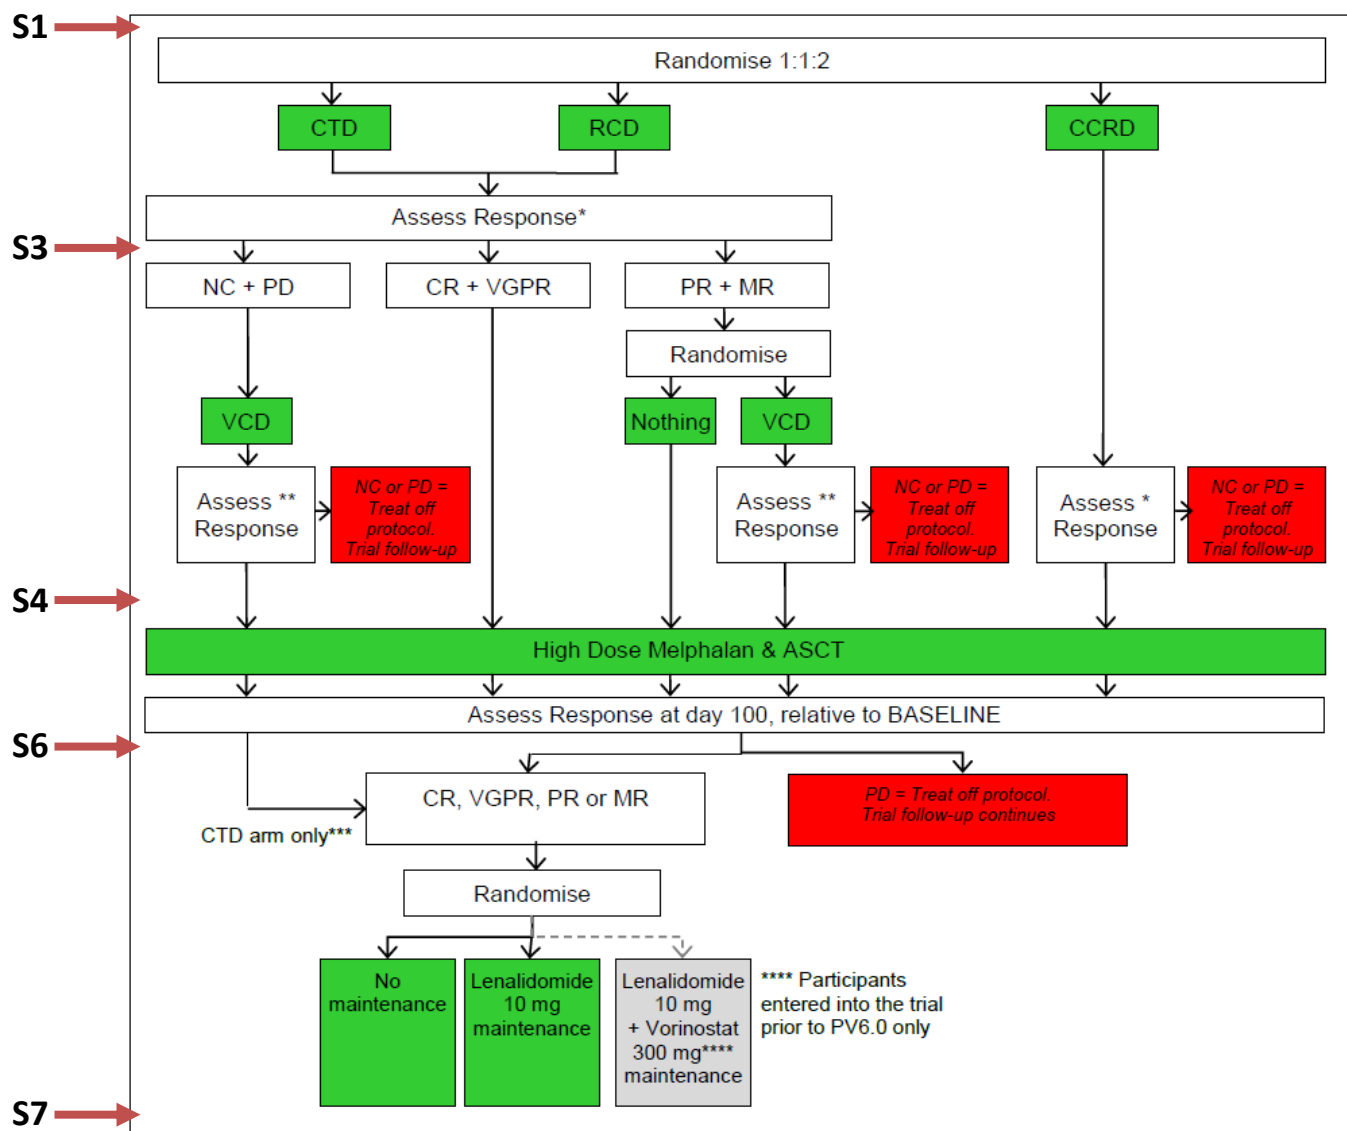 S1
Randomise 1:1:2
CTD
RCD
CCRD
Assess Response*
S3
NC + PD
CR + VGPR
PR + MR
Randomise
VCD
Nothing
VCD
Assess **
Response
NC or PD =
Treat off
protocol.
Trial follow-up
Assess **
Response
NC or PD =
Treat off
protocol.
Trial follow-up
Assess *
Response
NC or PD =
Treat off
protocol.
Trial follow-up
S4
High Dose Melphalan & ASCT
Assess Response at day 100, relative to BASELINE
S6
CR, VGPR, PR or MR
PD = Treat off protocol.
Trial follow-up continues
CTD arm only***
Randomise
No
maintenance
Lenalidomide
10 mg
maintenance
Lenalidomide
10 mg
+ Vorinostat
300 mg****
maintenance
**** Participants
entered into the trial
prior to PV6.0 only
S7